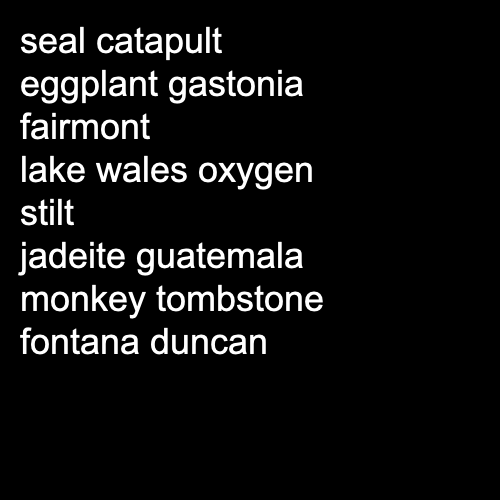 seal catapult
eggplant gastonia
fairmont
lake wales oxygen
stilt
jadeite guatemala
monkey tombstone
fontana duncan